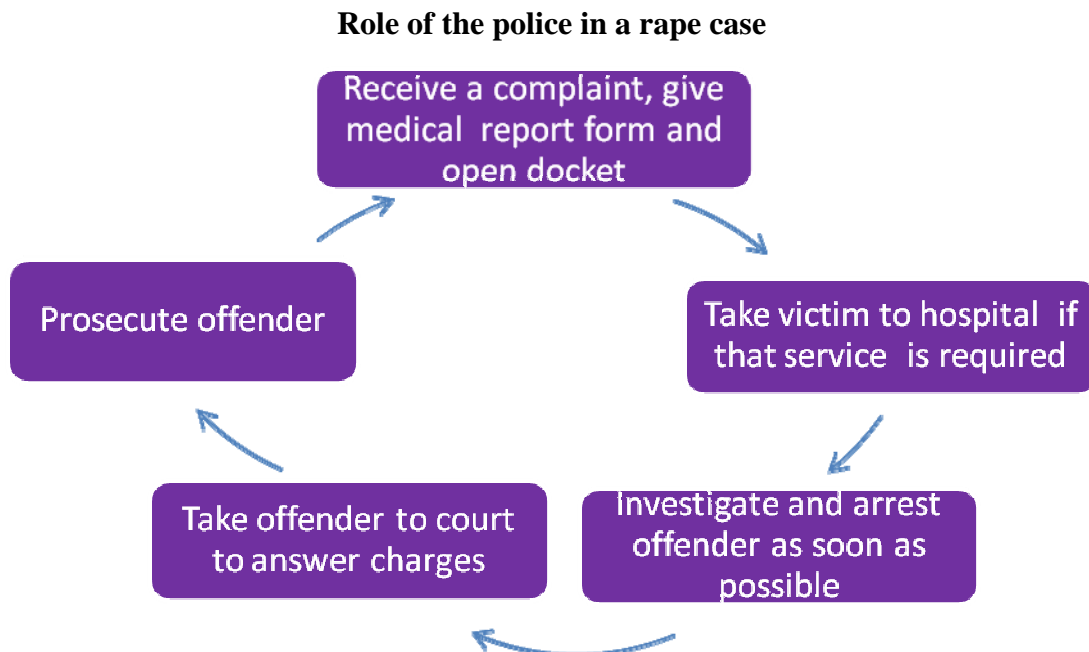 Role of the police in a rape case
Receive a complaint, give
medical report form and
open docket
Take victim to hospital if
that service is required
Investigate and arrest
offender as soon as
possible
Take offender to court
to answer charges
Prosecute offender